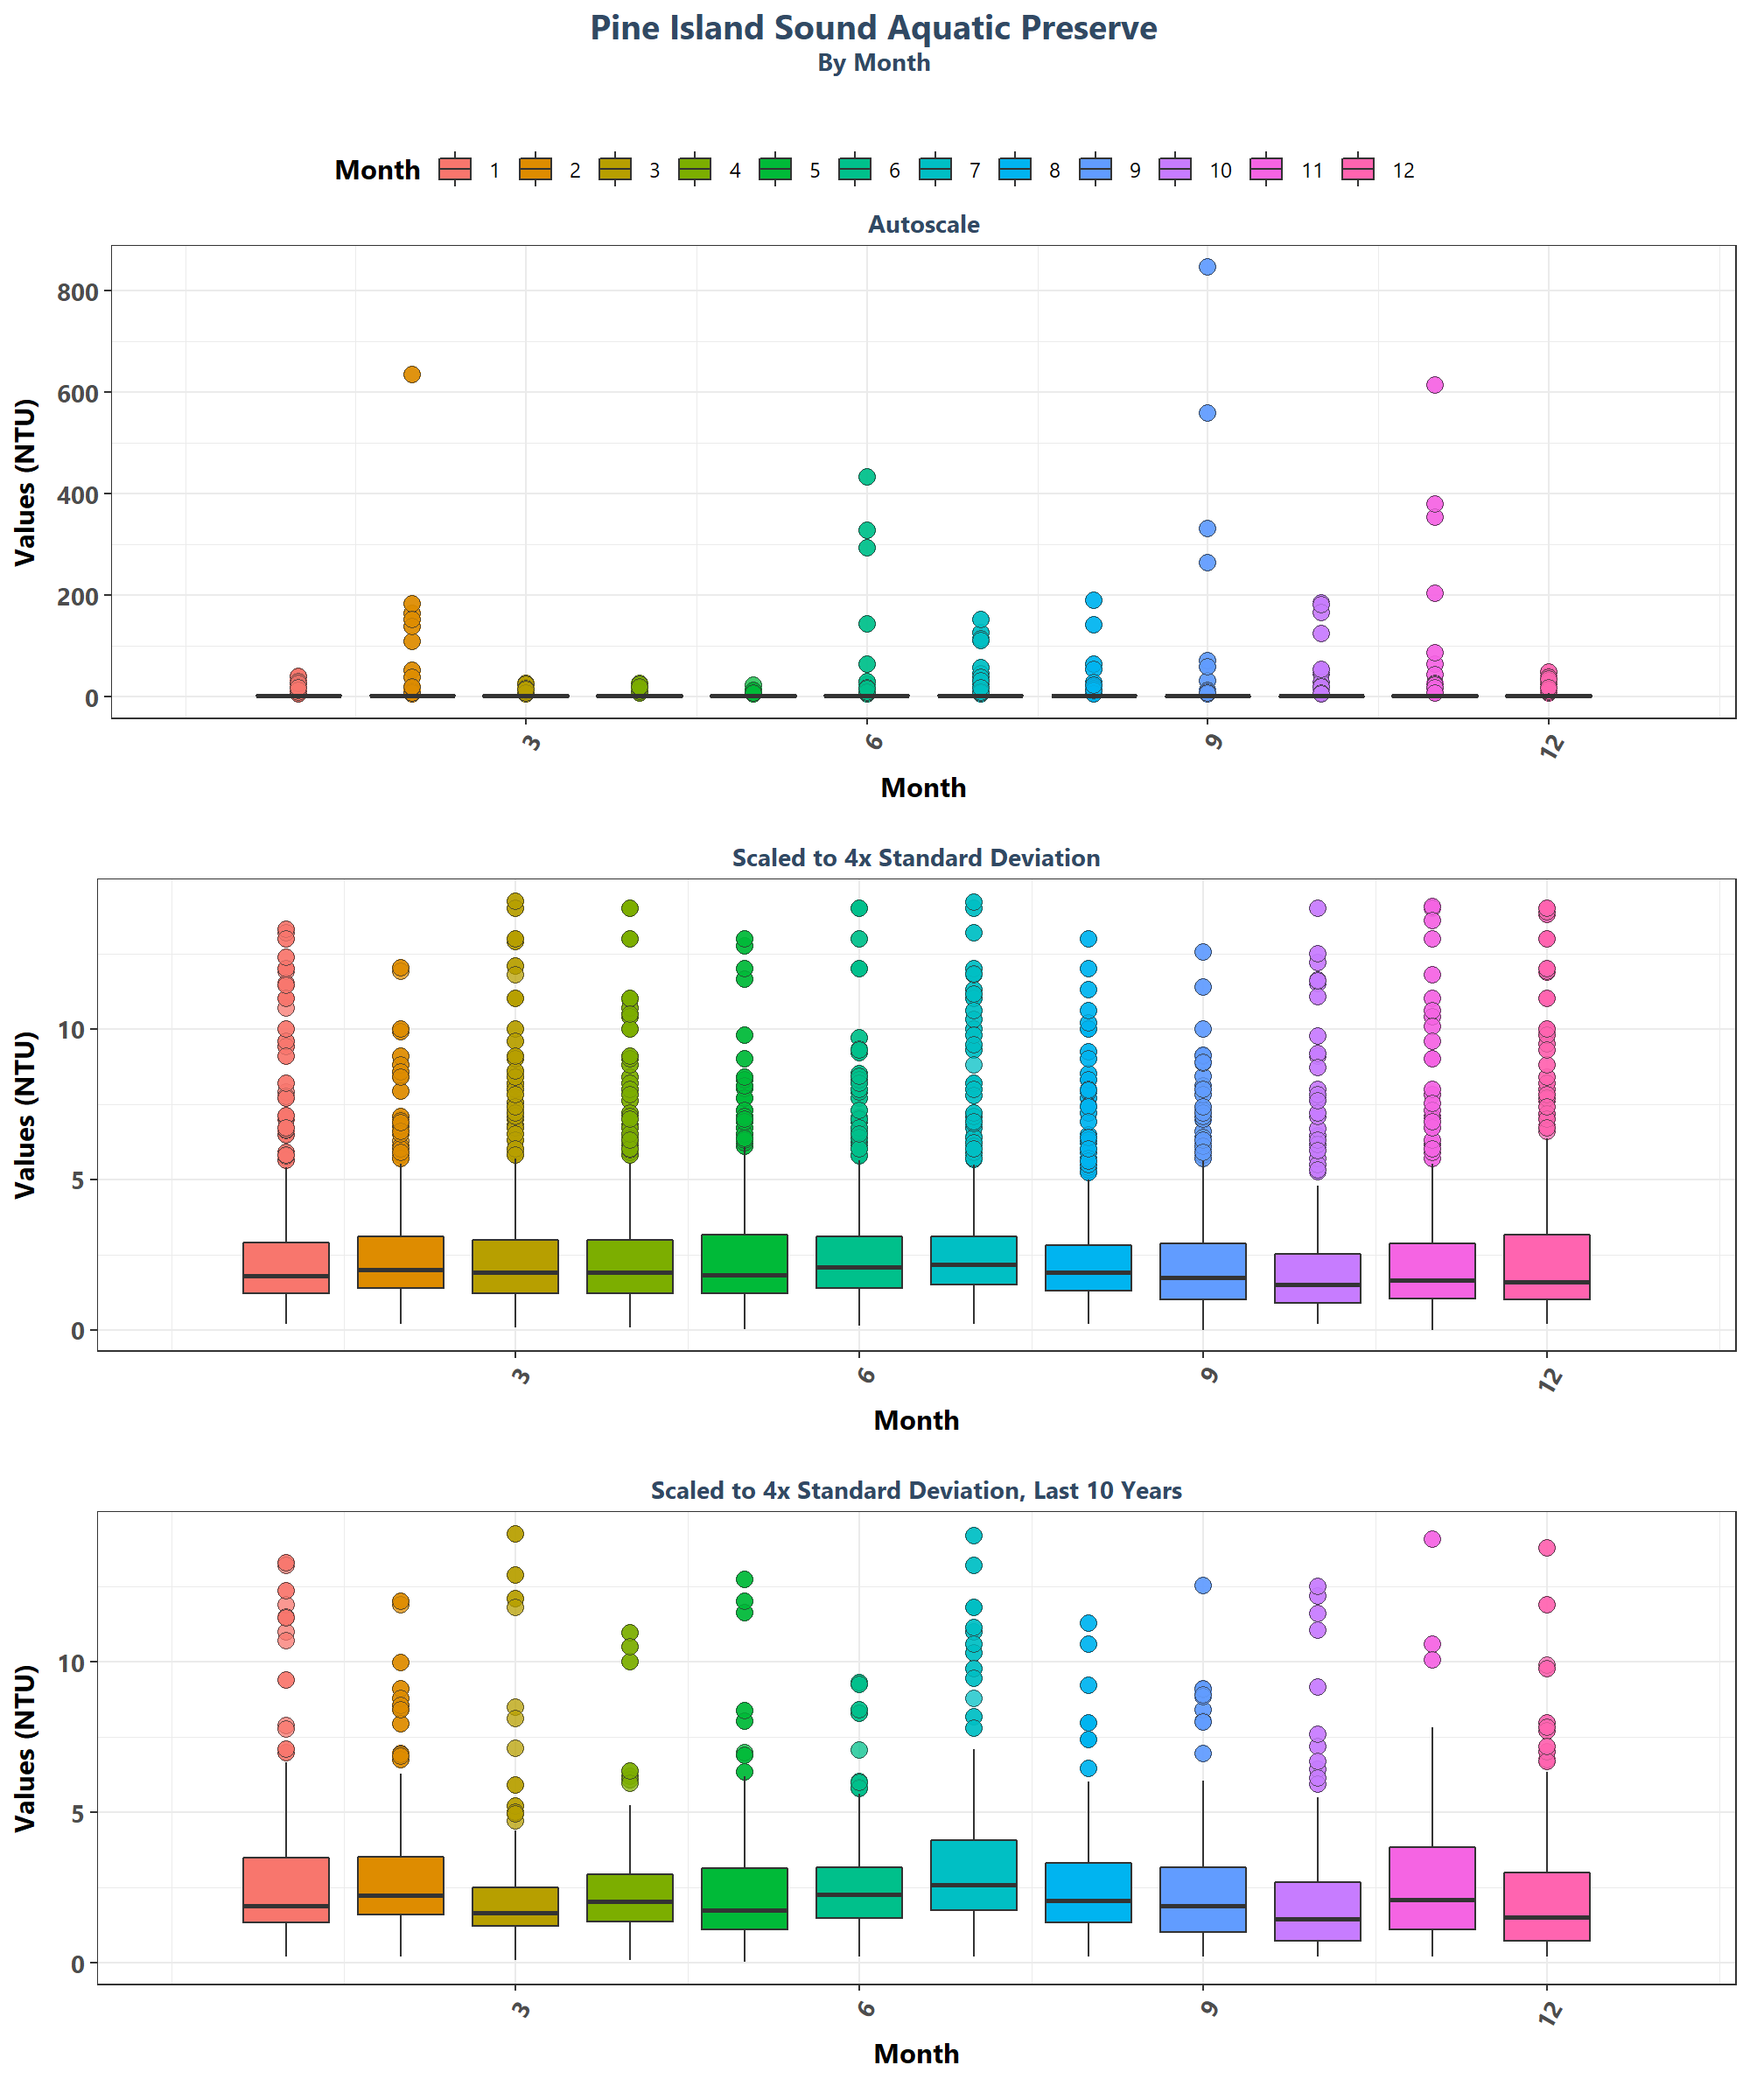 Pine Island Sound Aquatic Preserve
By Month
Month 1 2 3 4 5 6 7 8 9 10 11 12
Autoscale
Values (NTU)
800
600
400
200
0
3 6 9 12
Month
Scaled to 4x Standard Deviation
Values (NTU)
10
5
0
3 6 9 12
Month
Scaled to 4x Standard Deviation, Last 10 Years
Values (NTU)
10
5
0
3 6 9 12
Month